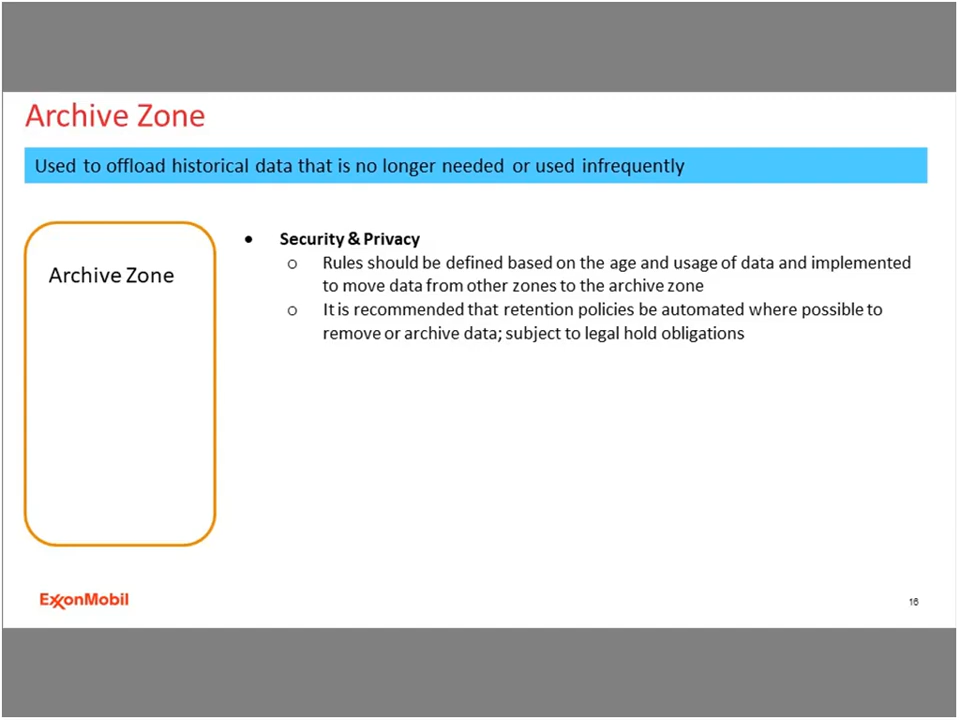 Archive Zone
Used to offload historical data that is no longer needed or used infrequently
Archive Zone
● Security & Privacy
o Rules should be defined based on the age and usage of data and implemented
to move data from other zones to the archive zone
o It is recommended that retention policies be automated where possible to
remove or archive data; subject to legal hold obligations
ExxonMobil
16